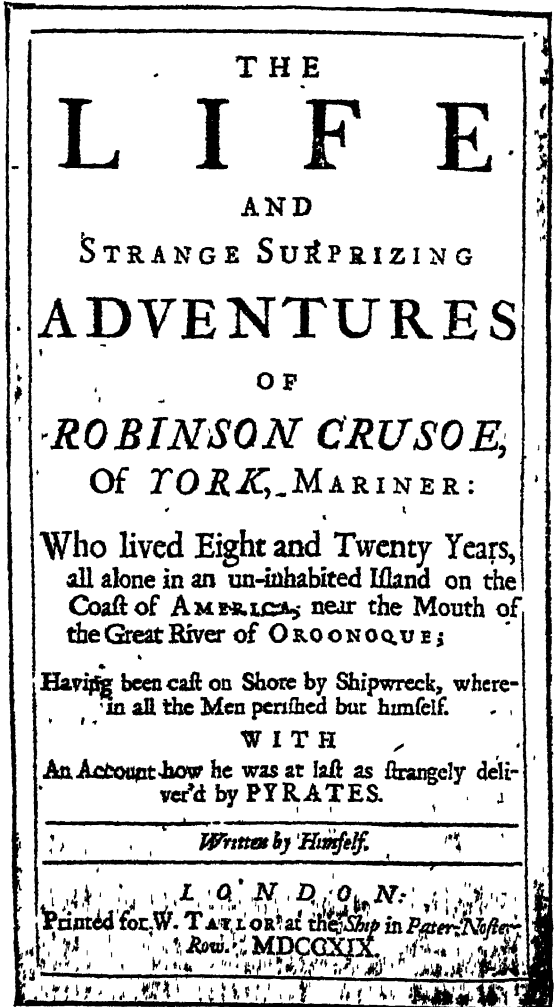 THE
LIFE
AND
STRANGE SURPRIZING
ADVENTURES
OF
ROBINSON CRUSOE,
Of YORK, MARINER:
Who lived Eight and Twenty Years,
all alone in an un-inhabited Iſland on the
Coaſt of AMERICA, near the Mouth of
the Great River of OROONOQUE;
Having been caſt on Shore by Shipwreck, where-
in all the Men periſhed but himſelf.
WITH
An Account how he was at laſt as ſtrangely deli-
ver'd by PYRATES.
Written by Himſelf.
LONDON:
Printed for W. TAYLOR at the Ship in Pater-Noſter-
Row. MDCCXIX.